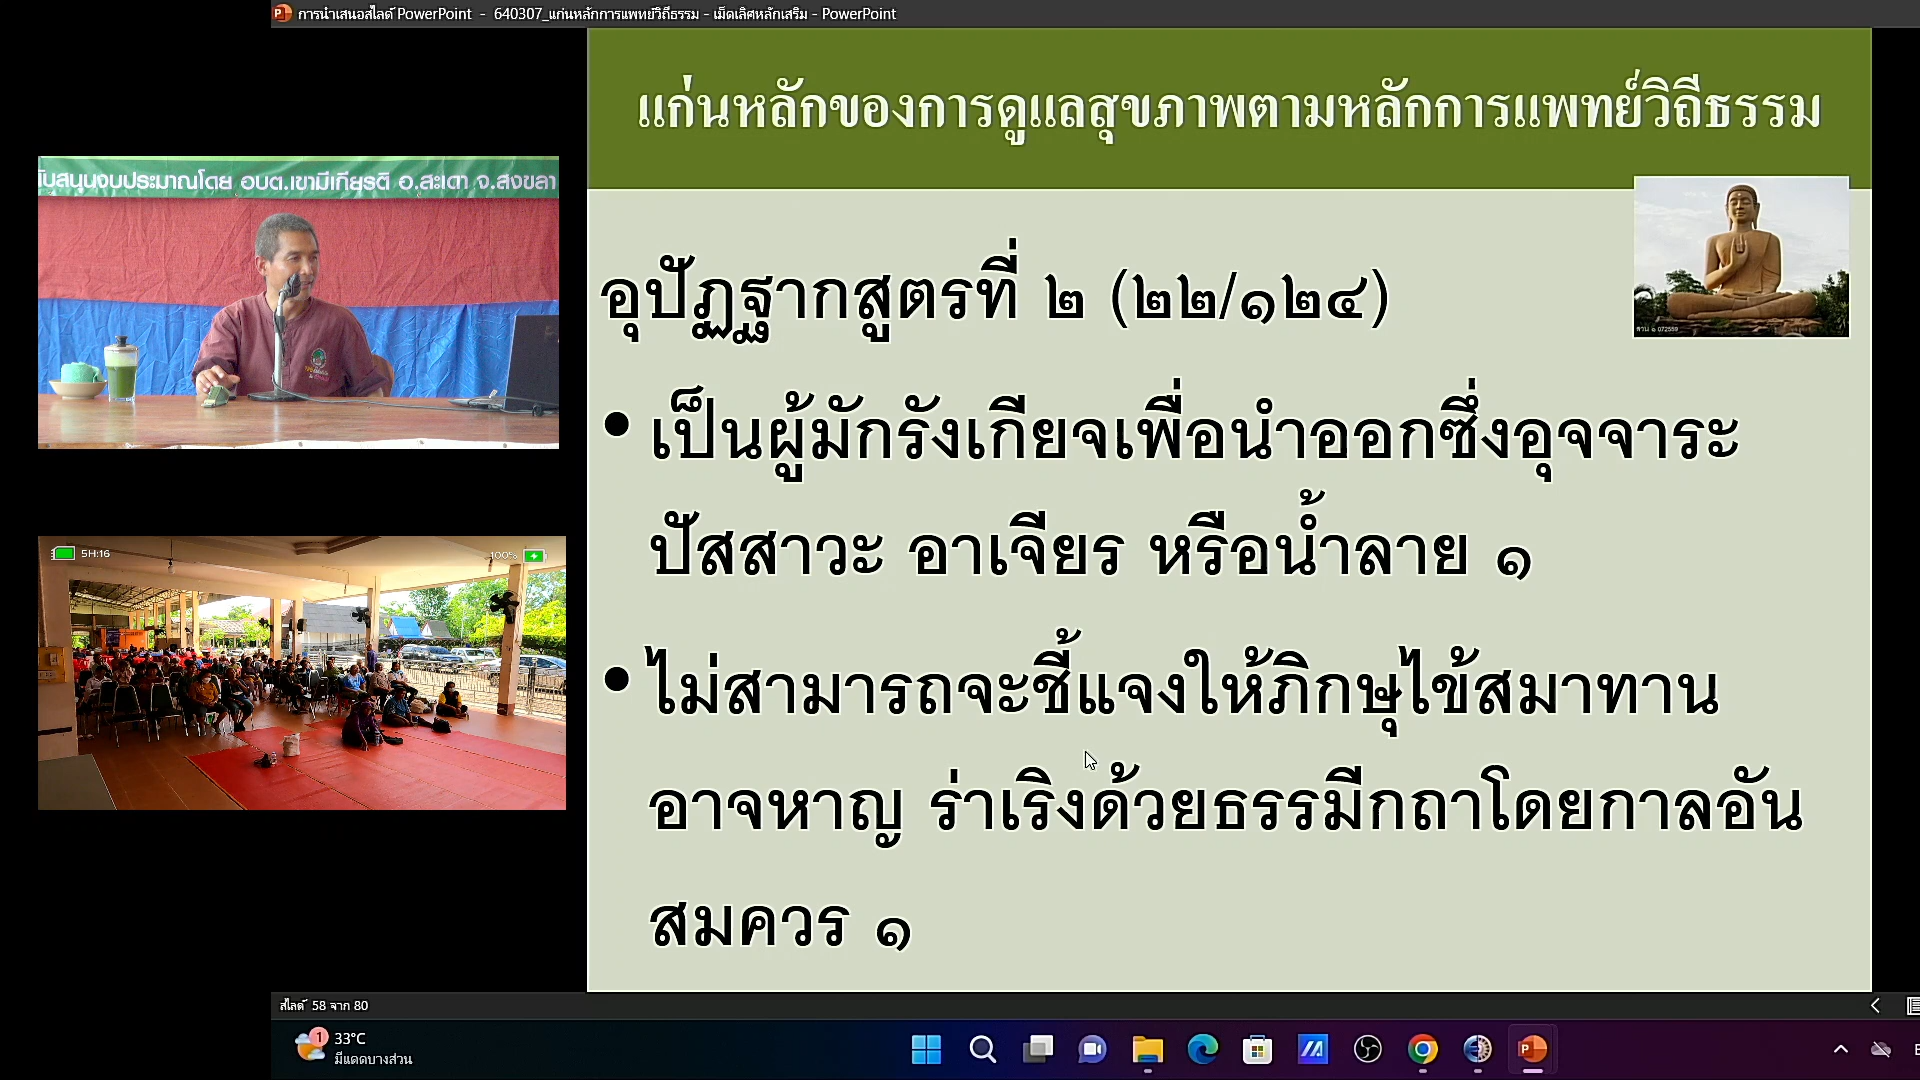 การนำเสนอสไลด์ PowerPoint - 640307_แก่นหลักการแพทย์วิถีธรรม - เม็ดเลิศหลักเสริม - PowerPoint
แก่นหลักของการดูแลสุขภาพตามหลักการแพทย์วิถีธรรม
บสนุนงบประมาณโดย อบต.เขามีเกียรติ อ.สะเดา จ.สงขลา
อุปัฏฐากสูตรที่ ๒ (๒๒/๑๒๔)
• เป็นผู้มักรังเกียจเพื่อนำออกซึ่งอุจจาระ
ปัสสาวะ อาเจียร หรือน้ำลาย ๑
• ไม่สามารถจะชี้แจงให้ภิกษุไข้สมาทาน
อาจหาญ ร่าเริงด้วยธรรมีกถาโดยกาลอัน
สมควร ๑
5H:16
100%
สไลด์ 58 จาก 80
1
33°C
มีแดดบางส่วน